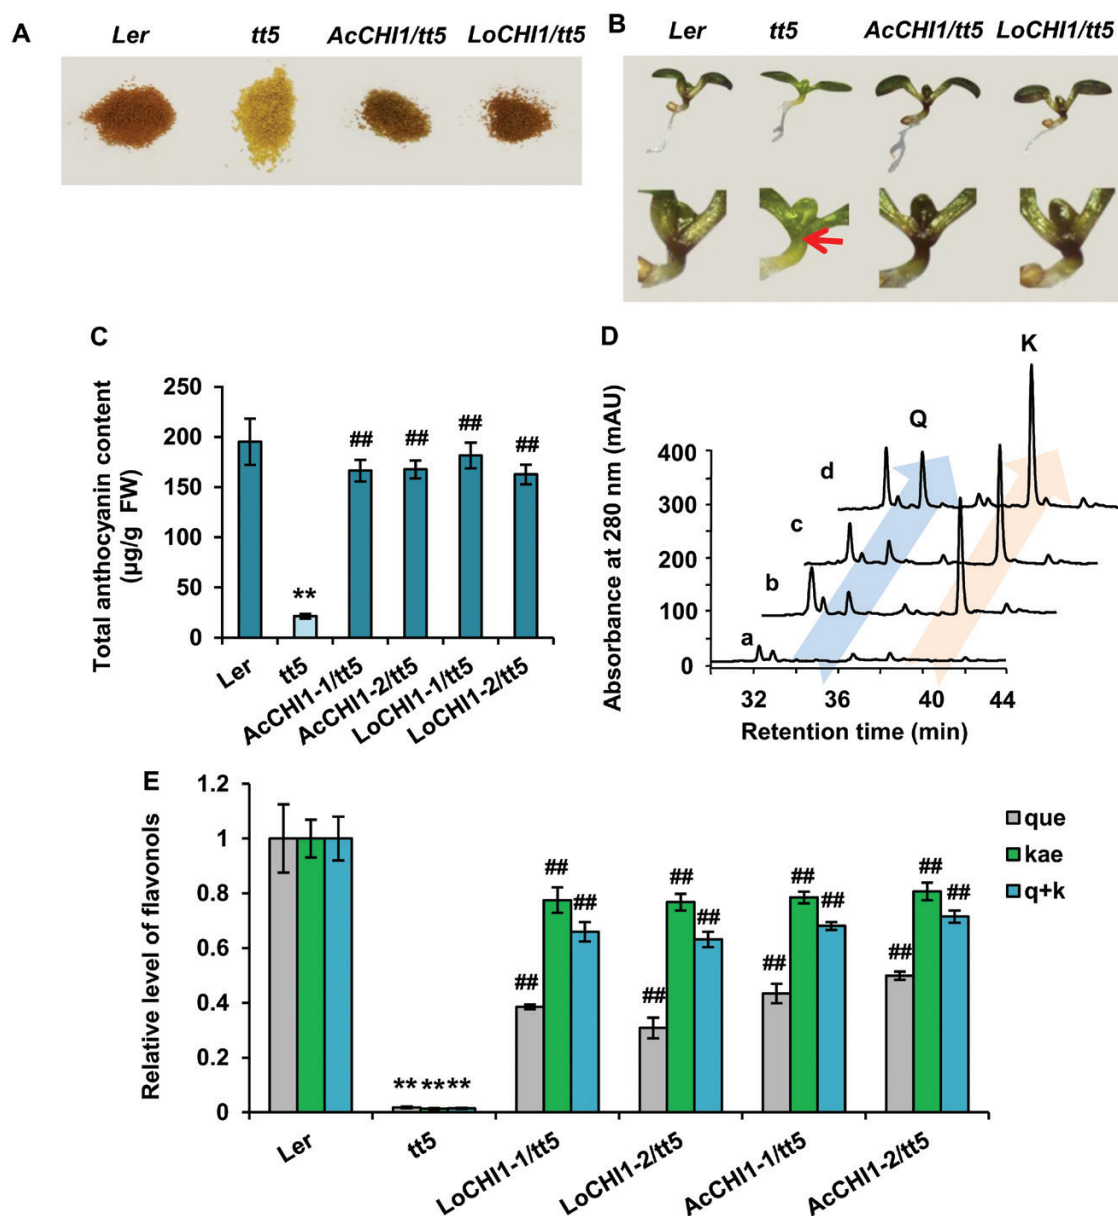 A
Ler tt5 AcCHI1/tt5 LoCHI1/tt5
B
Ler tt5 AcCHI1/tt5 LoCHI1/tt5
C
Total anthocyanin content
(µg/g FW)
250
200
150
100
50
0
**
##
##
##
##
Ler
tt5
AcCHI1-1/tt5
AcCHI1-2/tt5
LoCHI1-1/tt5
LoCHI1-2/tt5
D
Absorbance at 280 nm (mAU)
400
300
200
100
0
K
Q
d
c
b
a
32 36 40 44
Retention time (min)
E
Relative level of flavonols
1.2
1
0.8
0.6
0.4
0.2
0
** ** **
## ## ##
## ## ##
## ## ##
## ## ##
Ler
tt5
LoCHI1-1/tt5
LoCHI1-2/tt5
AcCHI1-1/tt5
AcCHI1-2/tt5
que
kae
q+k